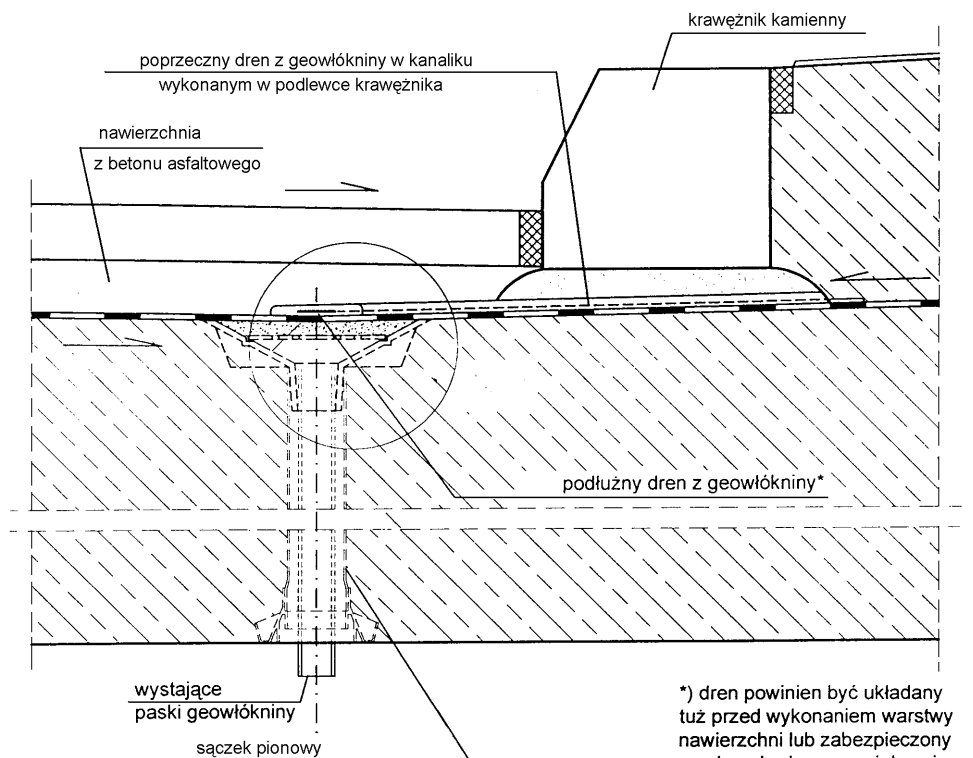 krawężnik kamienny
poprzeczny dren z geowłókniny w kanaliku
wykonanym w podlewce krawężnika
nawierzchnia
z betonu asfaltowego
podłużny dren z geowłókniny*
wystające
paski geowłókniny
sączek pionowy
*) dren powinien być układany
tuż przed wykonaniem warstwy
nawierzchni lub zabezpieczony